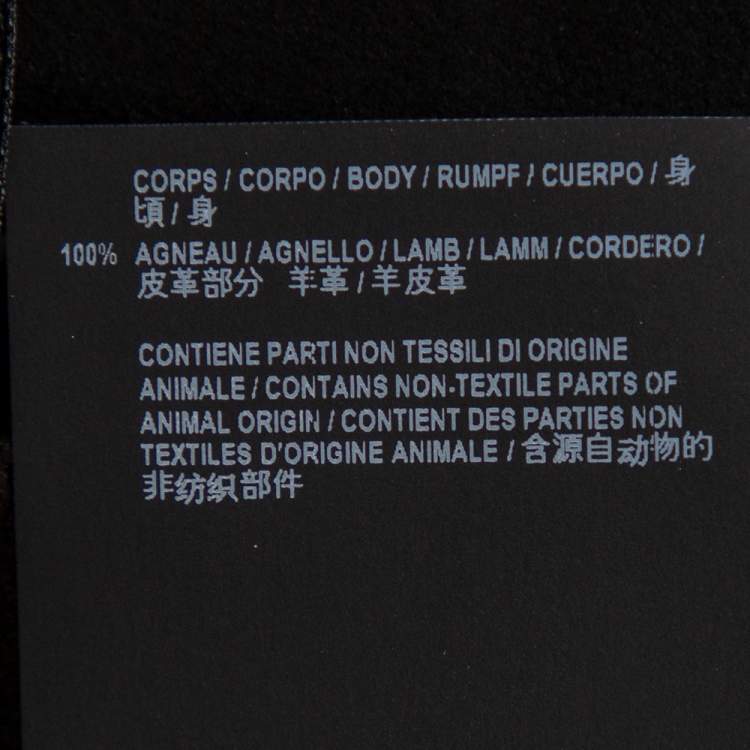 CORPS / CORPO / BODY / RUMPF / CUERPO / 身
頃 / 身
100% AGNEAU / AGNELLO / LAMB / LAMM / CORDERO /
皮革部分 羊革 / 羊皮革
CONTIENE PARTI NON TESSILI DI ORIGINE
ANIMALE / CONTAINS NON-TEXTILE PARTS OF
ANIMAL ORIGIN / CONTIENT DES PARTIES NON
TEXTILES D'ORIGINE ANIMALE / 含源自动物的
非纺织部件